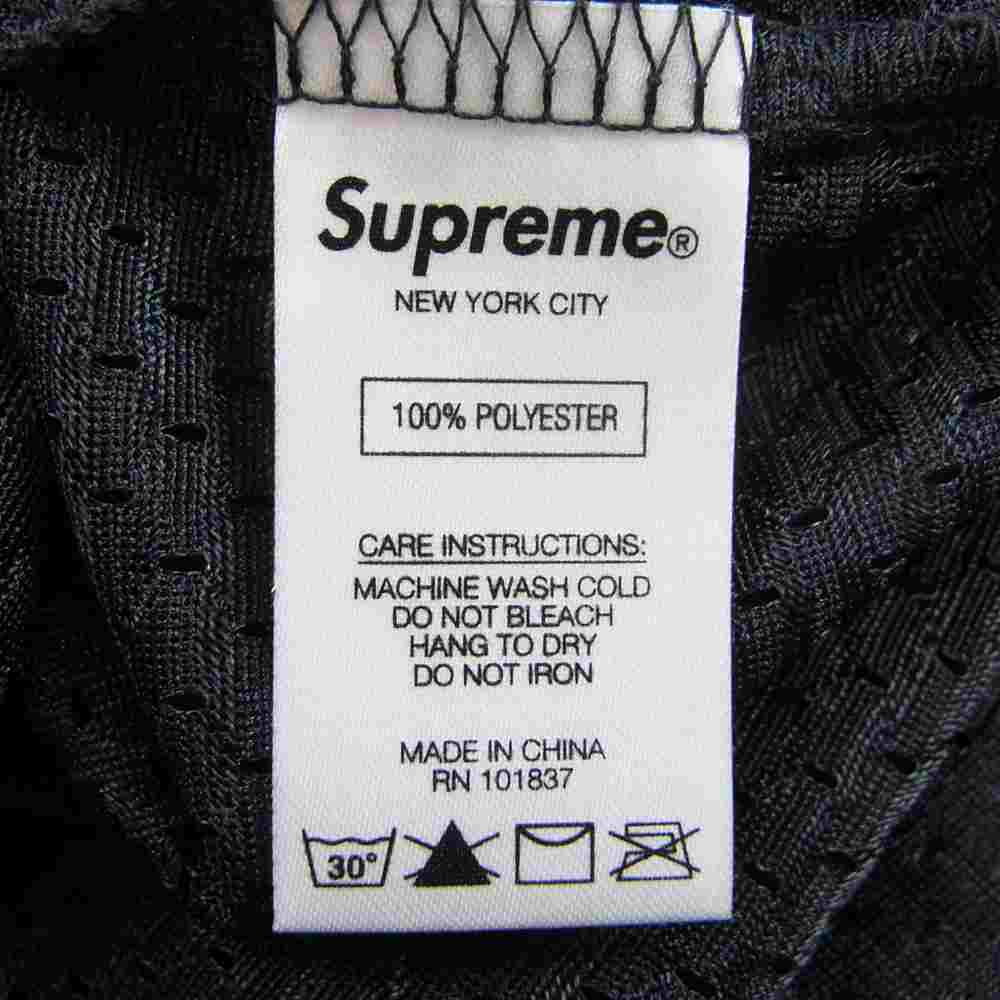 Supreme®
NEW YORK CITY
100% POLYESTER
CARE INSTRUCTIONS:
MACHINE WASH COLD
DO NOT BLEACH
HANG TO DRY
DO NOT IRON
MADE IN CHINA
RN 101837
30°